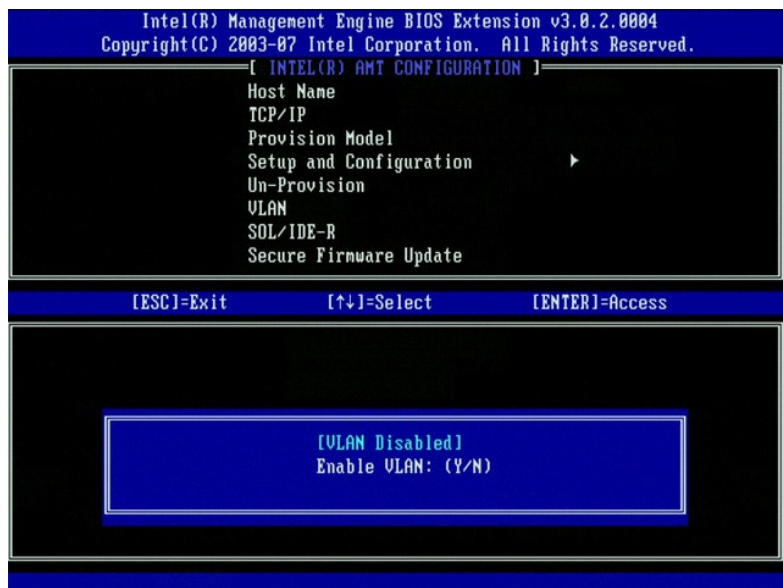 Intel(R) Management Engine BIOS Extension v3.0.2.0004
Copyright(C) 2003-07 Intel Corporation. All Rights Reserved.
[ INTEL(R) AMT CONFIGURATION ]
Host Name
TCP/IP
Provision Model
Setup and Configuration
Un-Provision
VLAN
SOL/IDE-R
Secure Firmware Update
[ESC]=Exit [↑↓]=Select [ENTER]=Access
[VLAN Disabled]
Enable VLAN: (Y/N)